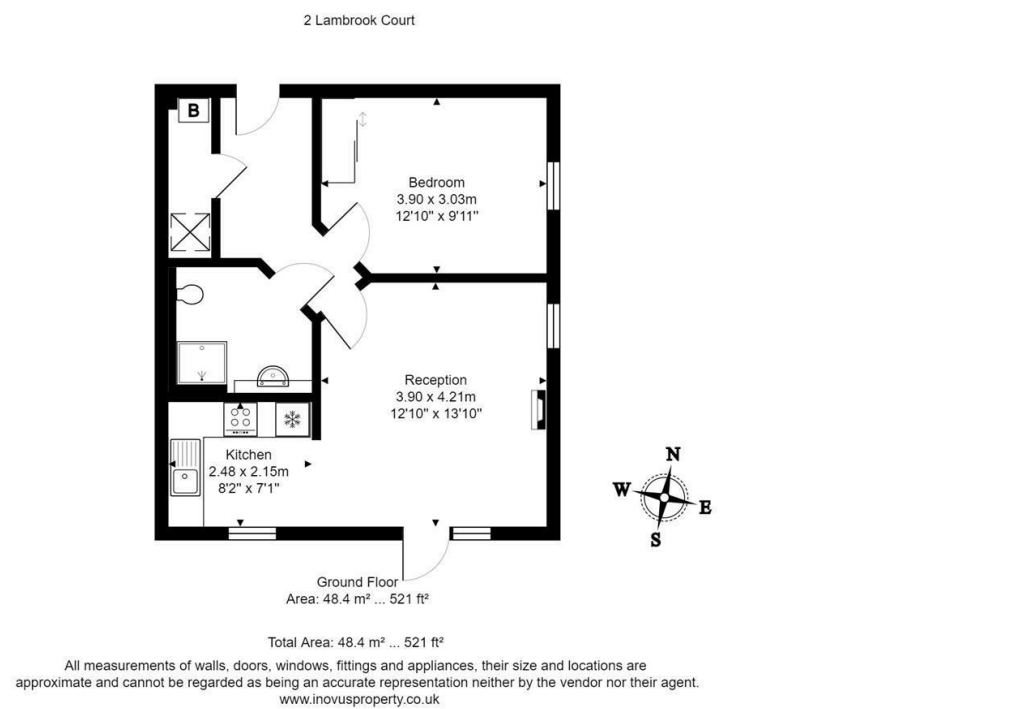 2 Lambrook Court
B
Bedroom
3.90 x 3.03m
12'10" x 9'11"
Reception
3.90 x 4.21m
12'10" x 13'10"
Kitchen
2.48 x 2.15m
8'2" x 7'1"
N
W
E
S
Ground Floor
Area: 48.4 m² ... 521 ft²
Total Area: 48.4 m² ... 521 ft²
All measurements of walls, doors, windows, fittings and appliances, their size and locations are
approximate and cannot be regarded as being an accurate representation neither by the vendor nor their agent.
www.inovusproperty.co.uk